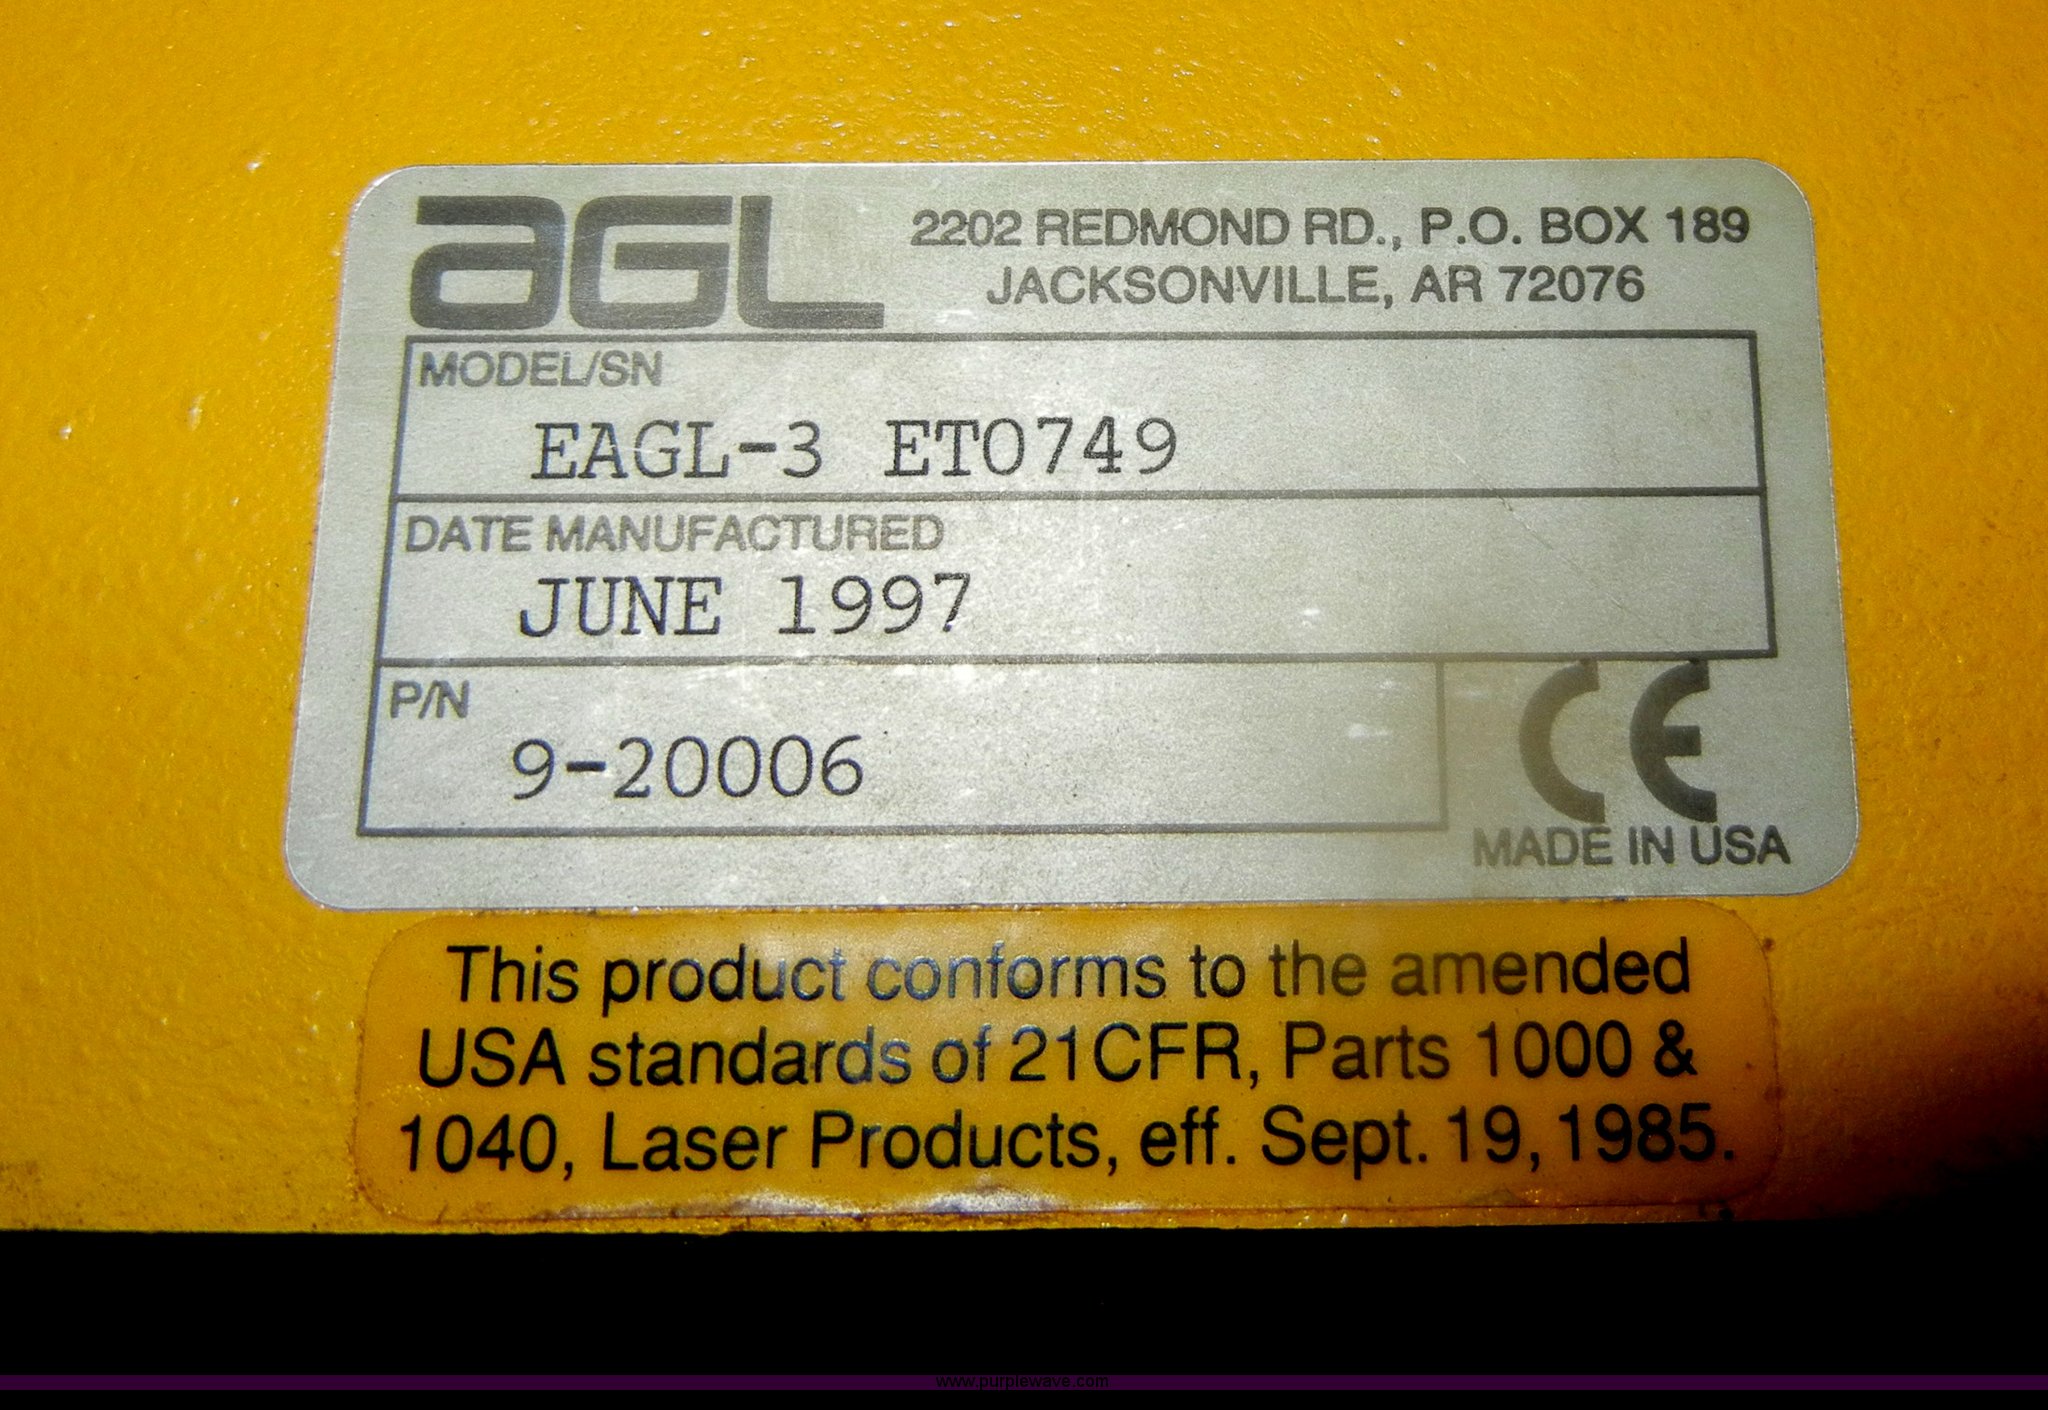 aGL
2202 REDMOND RD., P.O. BOX 189
JACKSONVILLE, AR 72076
MODEL/SN
EAGL-3 ET0749
DATE MANUFACTURED
JUNE 1997
P/N
9-20006
CE
MADE IN USA
This product conforms to the amended
USA standards of 21CFR, Parts 1000 &
1040, Laser Products, eff. Sept. 19, 1985.
www.purplewave.com